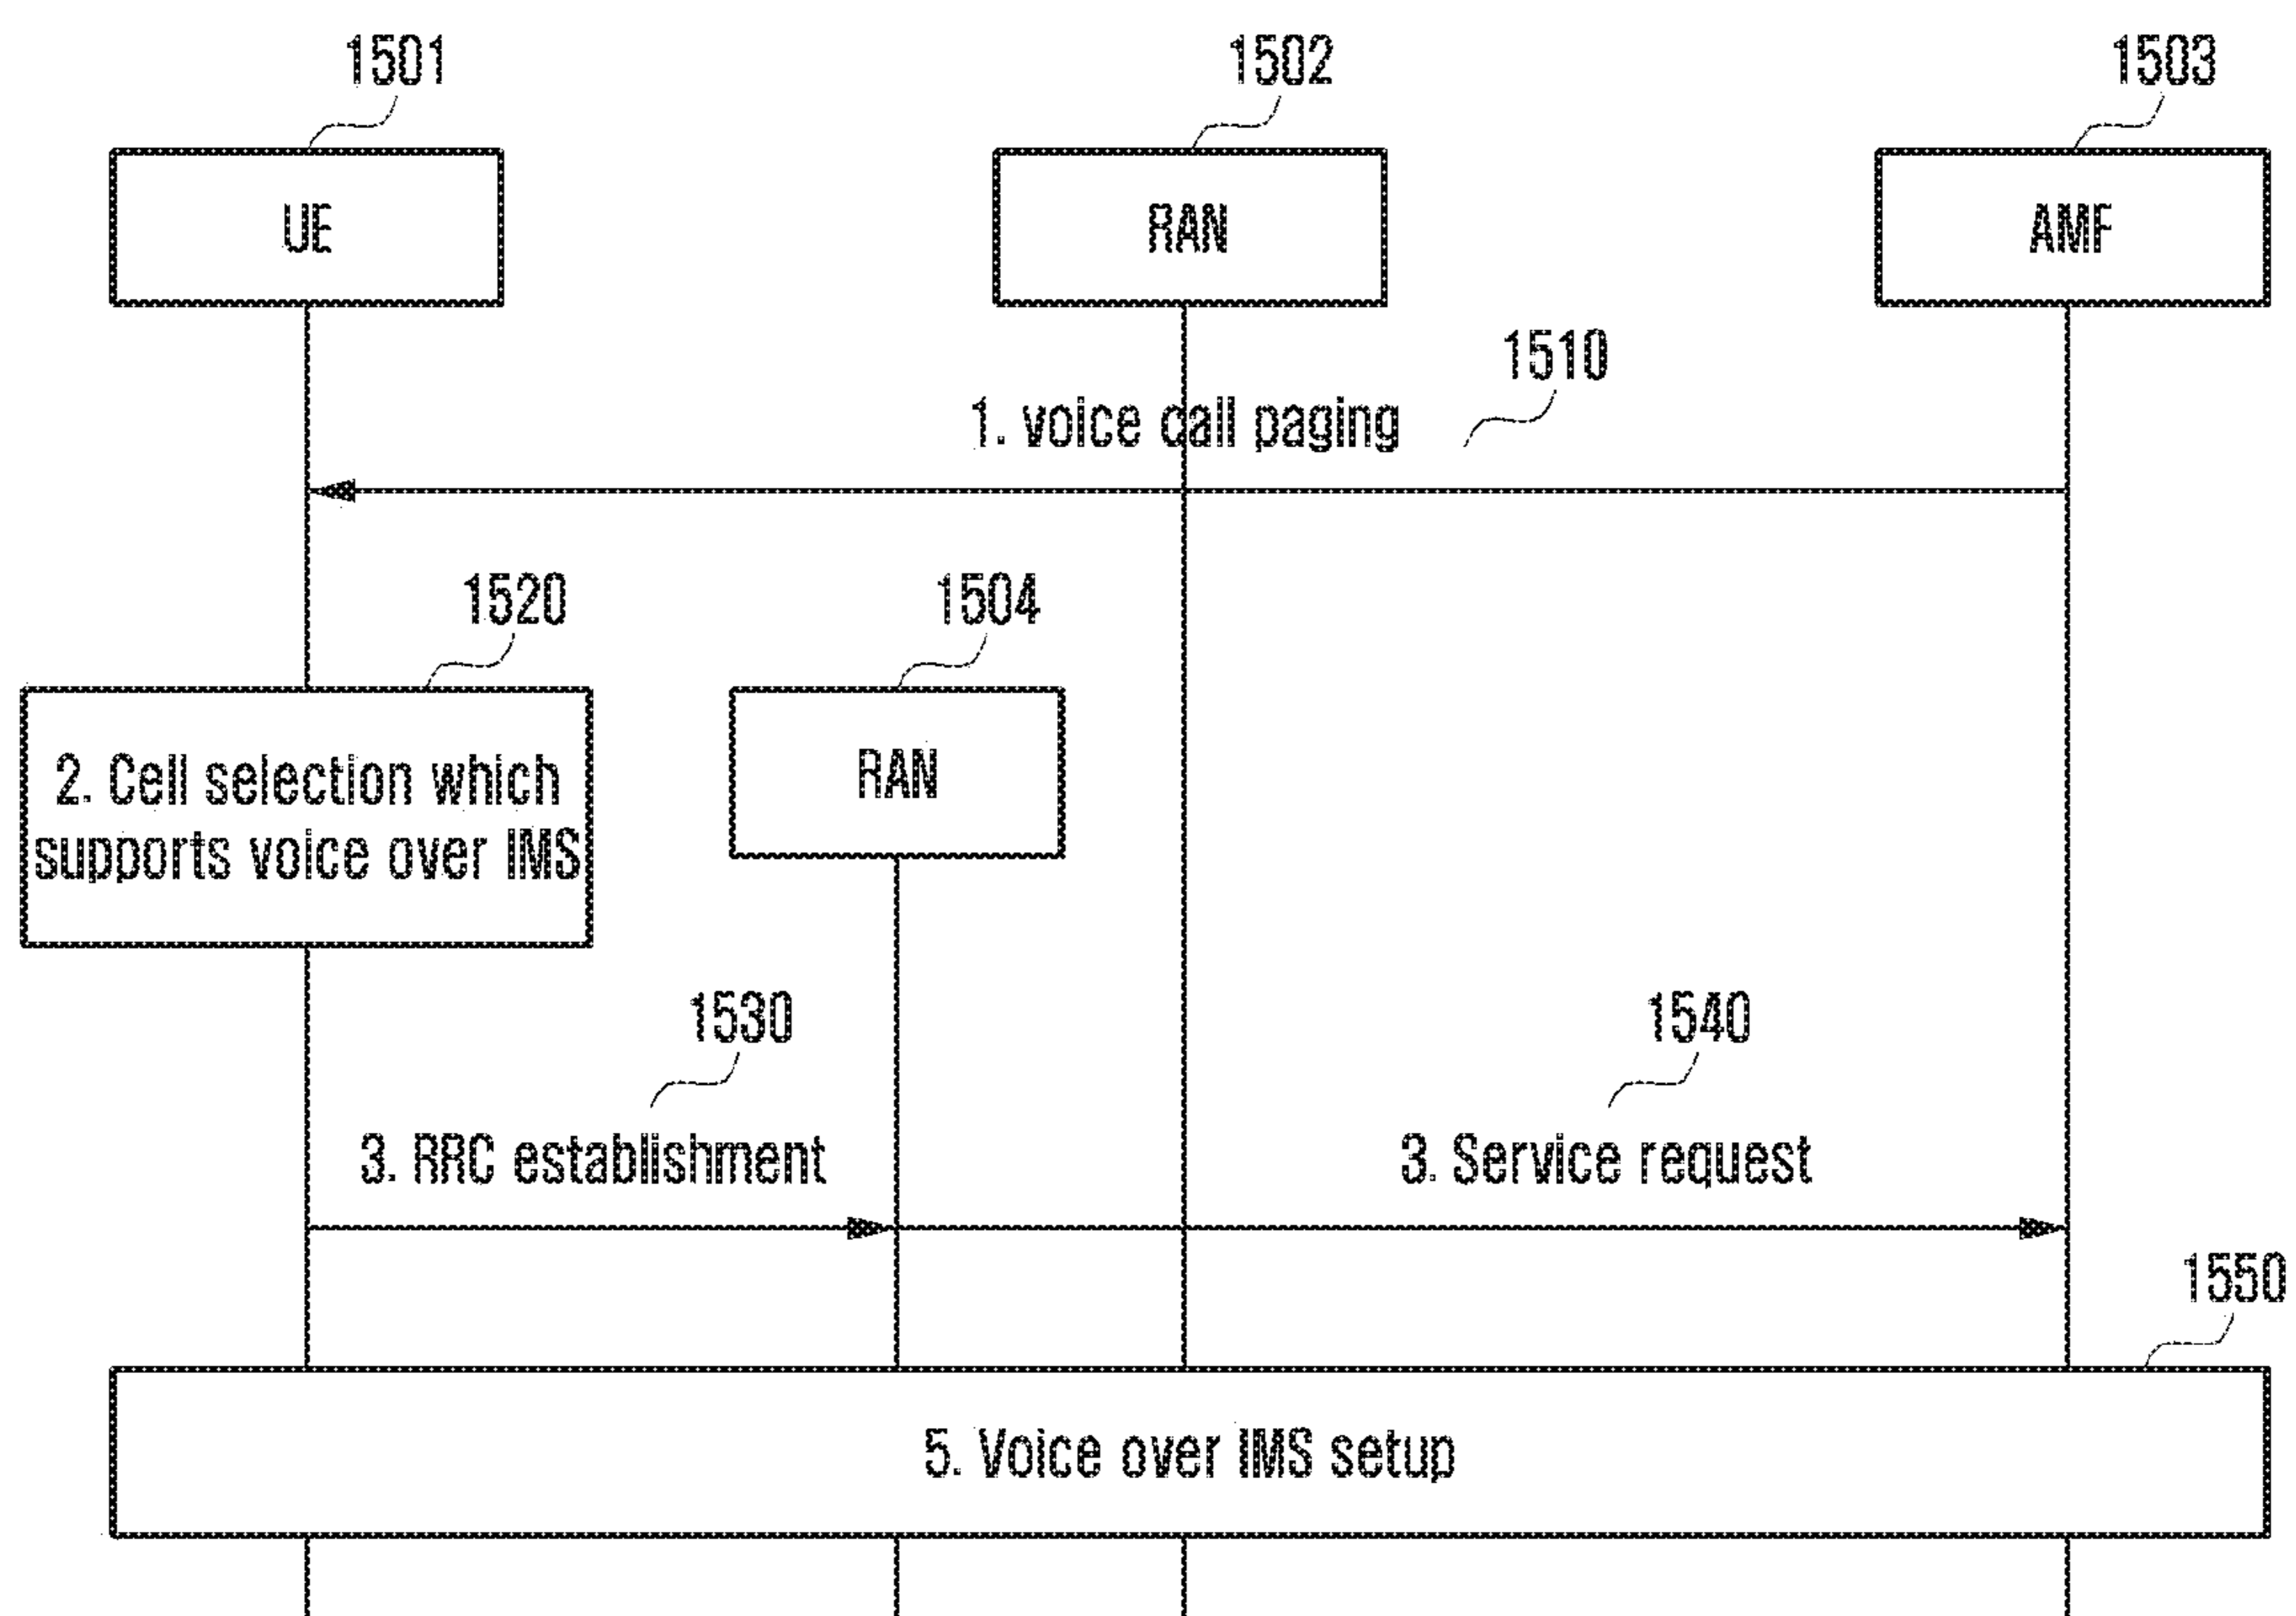 1501
1502
1503
UE
RAN
AMF
1510
1. voice call paging
1520
1504
2. Cell selection which
supports voice over IMS
RAN
1530
1540
3. RRC establishment
3. Service request
1550
5. Voice over IMS setup